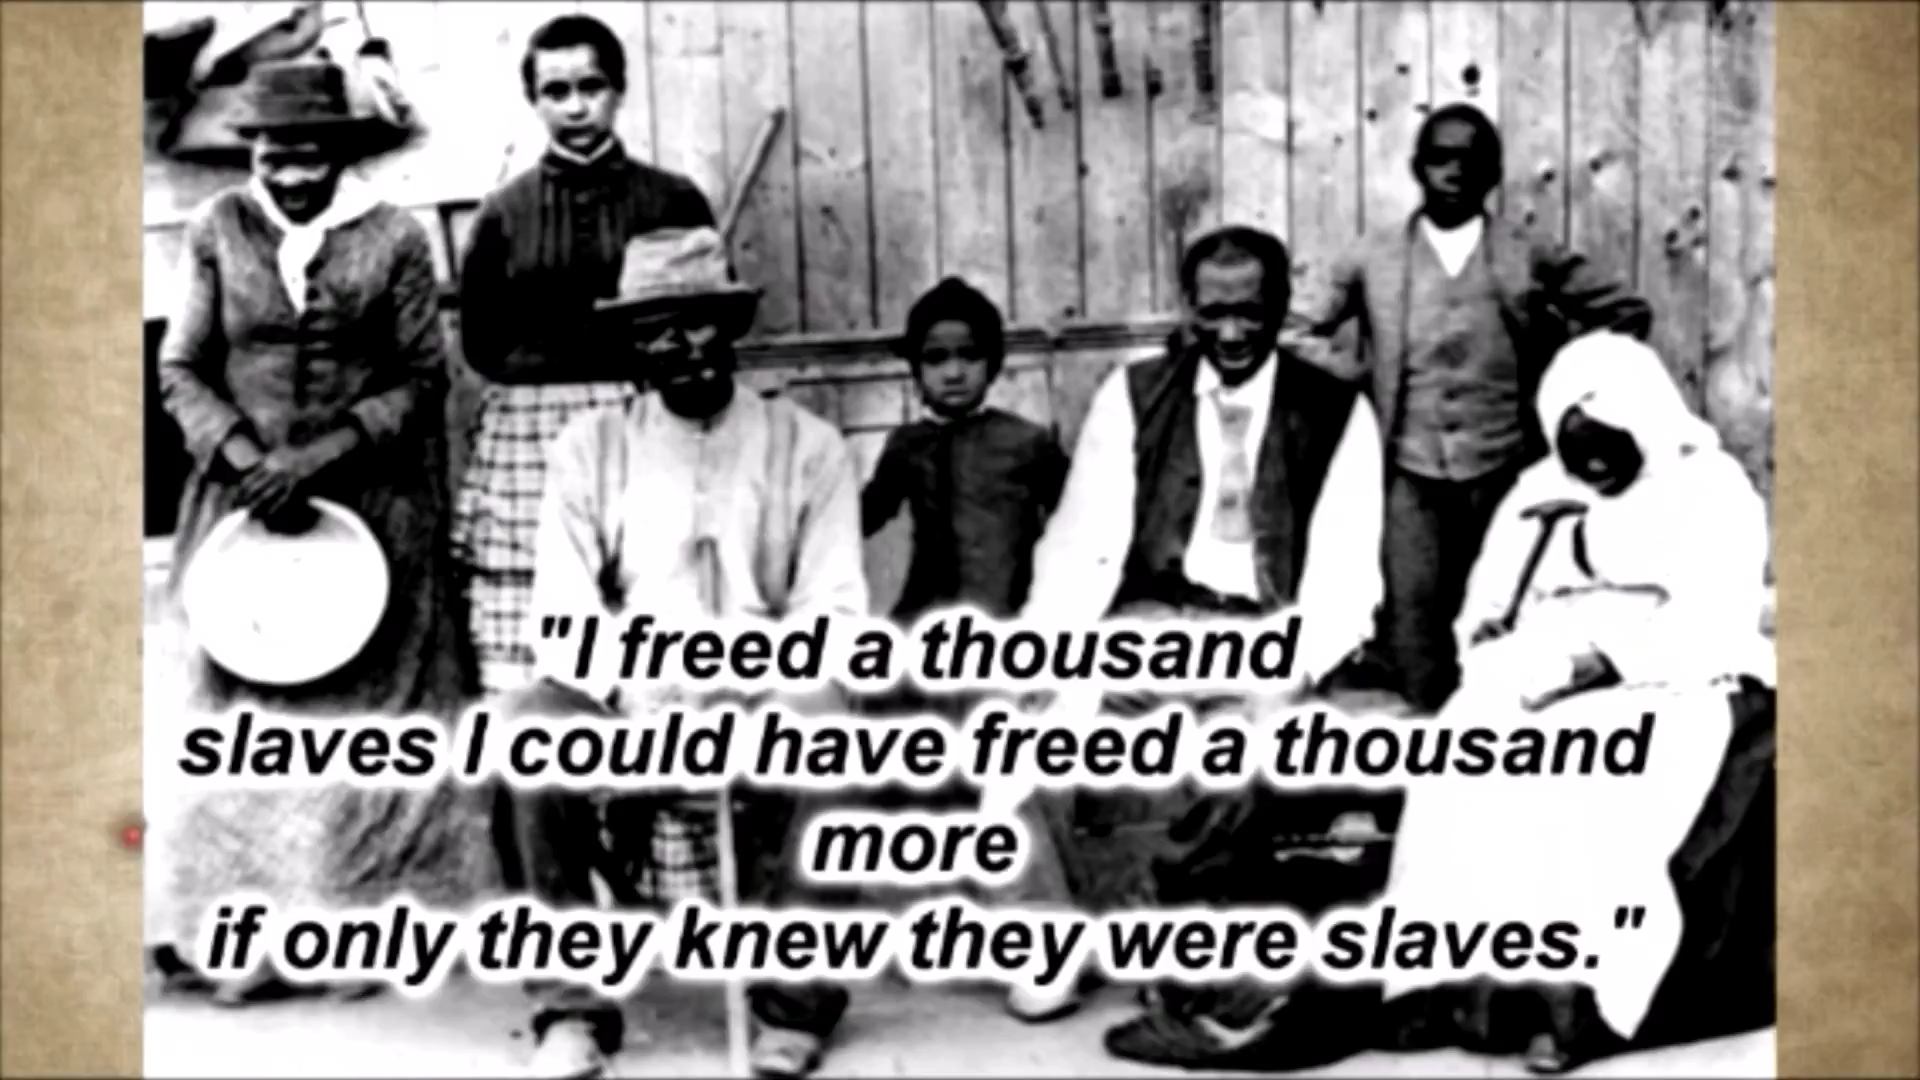 "I freed a thousand
slaves I could have freed a thousand
more
if only they knew they were slaves."